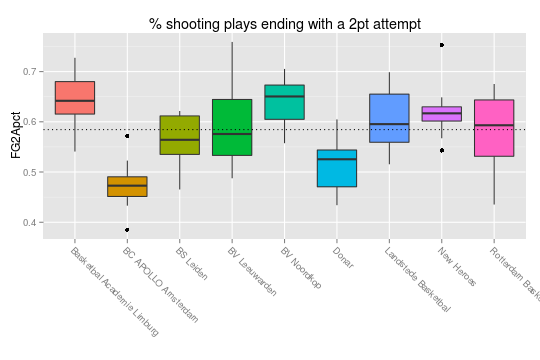 % shooting plays ending with a 2pt attempt
FG2Apct
0.7
0.6
0.5
0.4
Basketbal Academie Limburg
BC APOLLO Amsterdam
BS Leiden
BV Leeuwarden
BV Noordkop
Donar
Landstede Basketbal
New Heroes
Rotterdam Bask